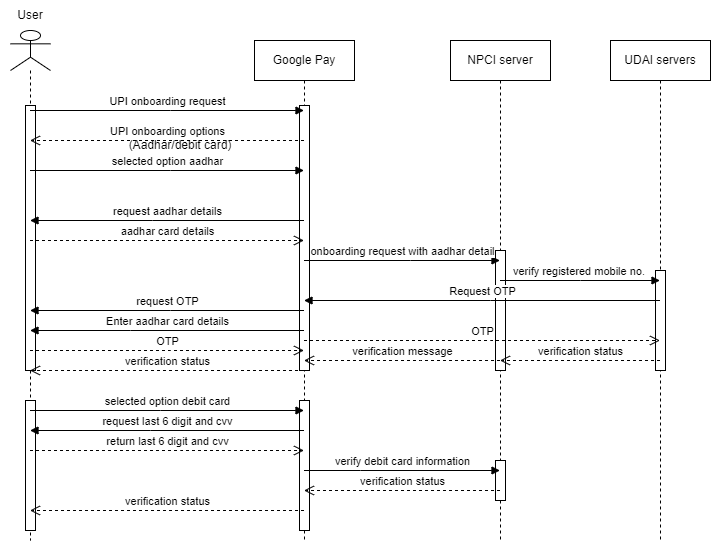 User
Google Pay
NPCI server
UDAI servers
UPI onboarding request
UPI onboarding options
(Aadhar/debit card)
selected option aadhar
request aadhar details
aadhar card details
onboarding request with aadhar detail
verify registered mobile no.
Request OTP
request OTP
Enter aadhar card details
OTP
OTP
verification message
verification status
verification status
selected option debit card
request last 6 digit and cvv
return last 6 digit and cvv
verify debit card information
verification status
verification status